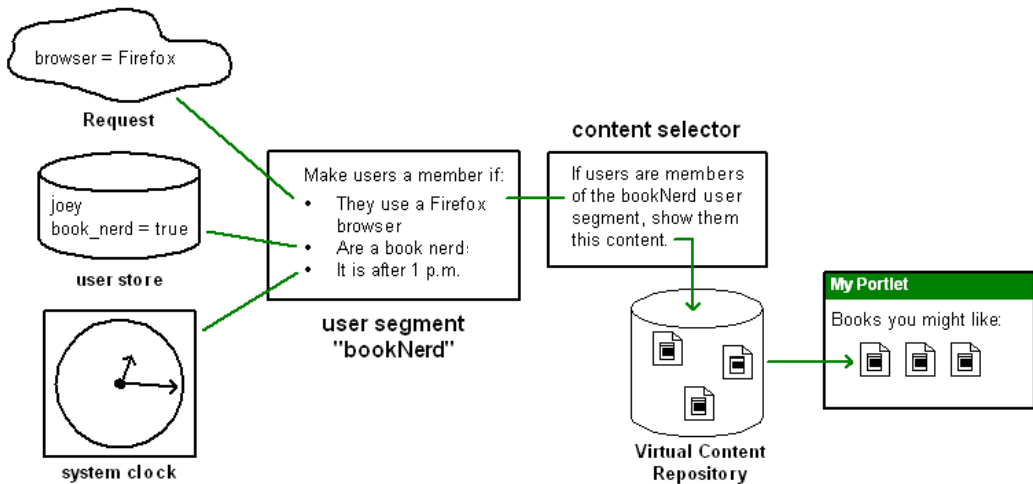 browser = Firefox
Request
joey
book_nerd = true
user store
system clock
Make users a member if:
• They use a Firefox
browser
• Are a book nerd:
• It is after 1 p.m.
user segment
"bookNerd"
content selector
If users are members
of the bookNerd user
segment, show them
this content.
Virtual Content
Repository
My Portlet
Books you might like: